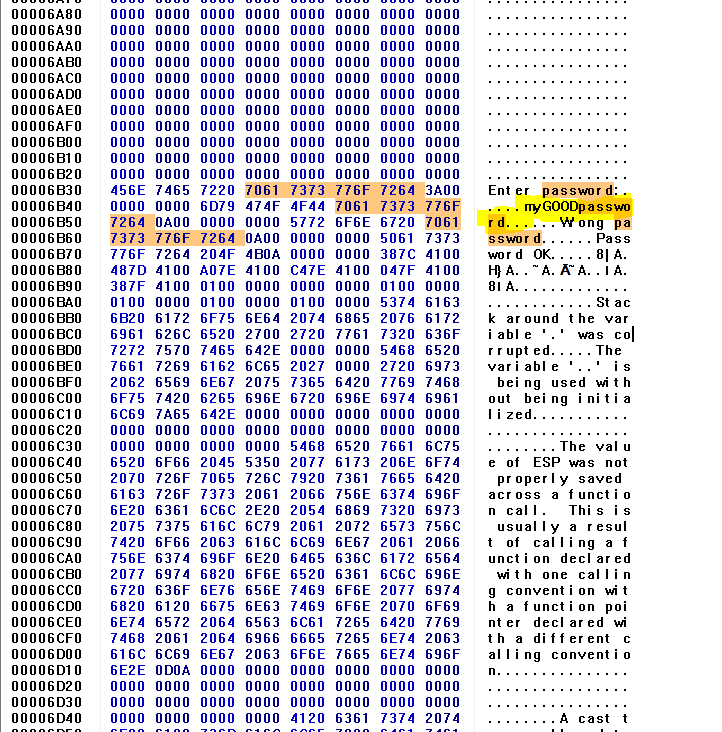 00006A80 0000 0000 0000 0000 0000 0000 0000 0000 ................
00006A90 0000 0000 0000 0000 0000 0000 0000 0000 ................
00006AA0 0000 0000 0000 0000 0000 0000 0000 0000 ................
00006AB0 0000 0000 0000 0000 0000 0000 0000 0000 ................
00006AC0 0000 0000 0000 0000 0000 0000 0000 0000 ................
00006AD0 0000 0000 0000 0000 0000 0000 0000 0000 ................
00006AE0 0000 0000 0000 0000 0000 0000 0000 0000 ................
00006AF0 0000 0000 0000 0000 0000 0000 0000 0000 ................
00006B00 0000 0000 0000 0000 0000 0000 0000 0000 ................
00006B10 0000 0000 0000 0000 0000 0000 0000 0000 ................
00006B20 0000 0000 0000 0000 0000 0000 0000 0000 ................
00006B30 456E 7465 7220 7061 7373 776F 7264 3A00 Enter password:.
00006B40 0000 0000 6D79 474F 4F44 7061 7373 776F ....myGOODpasswo
00006B50 7264 0A00 0000 0000 5772 6F6E 6720 7061 rd......Wrong pa
00006B60 7373 776F 7264 0A00 0000 0000 5061 7373 ssword......Pass
00006B70 776F 7264 204F 4B0A 0000 0000 387C 4100 word OK.....8|A.
00006B80 487D 4100 A07E 4100 C47E 4100 047F 4100 H}A..~A.Ä~A..A.
00006B90 387F 4100 0100 0000 0000 0000 0100 0000 8A.............
00006BA0 0100 0000 0100 0000 0100 0000 5374 6163 ............Stac
00006BB0 6B20 6172 6F75 6E64 2074 6865 2076 6172 k around the var
00006BC0 6961 626C 6520 2700 2720 7761 7320 636F iable '.' was co
00006BD0 7272 7570 7465 642E 0000 0000 5468 6520 rrupted.....The
00006BE0 7661 7269 6162 6C65 2027 0000 2720 6973 variable '..' is
00006BF0 2062 6569 6E67 2075 7365 6420 7769 7468 being used with
00006C00 6F75 7420 6265 696E 6720 696E 6974 6961 out being initia
00006C10 6C69 7A65 642E 0000 0000 0000 0000 0000 lized...........
00006C20 0000 0000 0000 0000 0000 0000 0000 0000 ................
00006C30 0000 0000 0000 0000 5468 6520 7661 6C75 ........The valu
00006C40 6520 6F66 2045 5350 2077 6173 206E 6F74 e of ESP was not
00006C50 2070 726F 7065 726C 7920 7361 7665 6420 properly saved
00006C60 6163 726F 7373 2061 2066 756E 6374 696F across a functio
00006C70 6E20 6361 6C6C 2E20 2054 6869 7320 6973 n call.  This is
00006C80 2075 7375 616C 6C79 2061 2072 6573 756C usually a resul
00006C90 7420 6F66 2063 616C 6C69 6E67 2061 2066 t of calling a f
00006CA0 756E 6374 696F 6E20 6465 636C 6172 6564 unction declared
00006CB0 2077 6974 6820 6F6E 6520 6361 6C6C 696E with one callin
00006CC0 6720 636F 6E76 656E 7469 6F6E 2077 6974 g convention wit
00006CD0 6820 6120 6675 6E63 7469 6F6E 2070 6F69 h a function poi
00006CE0 6E74 6572 2064 6563 6C61 7265 6420 7769 nter declared wi
00006CF0 7468 2061 2064 6966 6665 7265 6E74 2063 th a different c
00006D00 616C 6C69 6E67 2063 6F6E 7665 6E74 696F alling conventio
00006D10 6E2E 0D0A 0000 0000 0000 0000 0000 0000 n...............
00006D20 0000 0000 0000 0000 0000 0000 0000 0000 ................
00006D30 0000 0000 0000 0000 0000 0000 0000 0000 ................
00006D40 0000 0000 0000 0000 4120 6361 7374 2074 ........A cast t